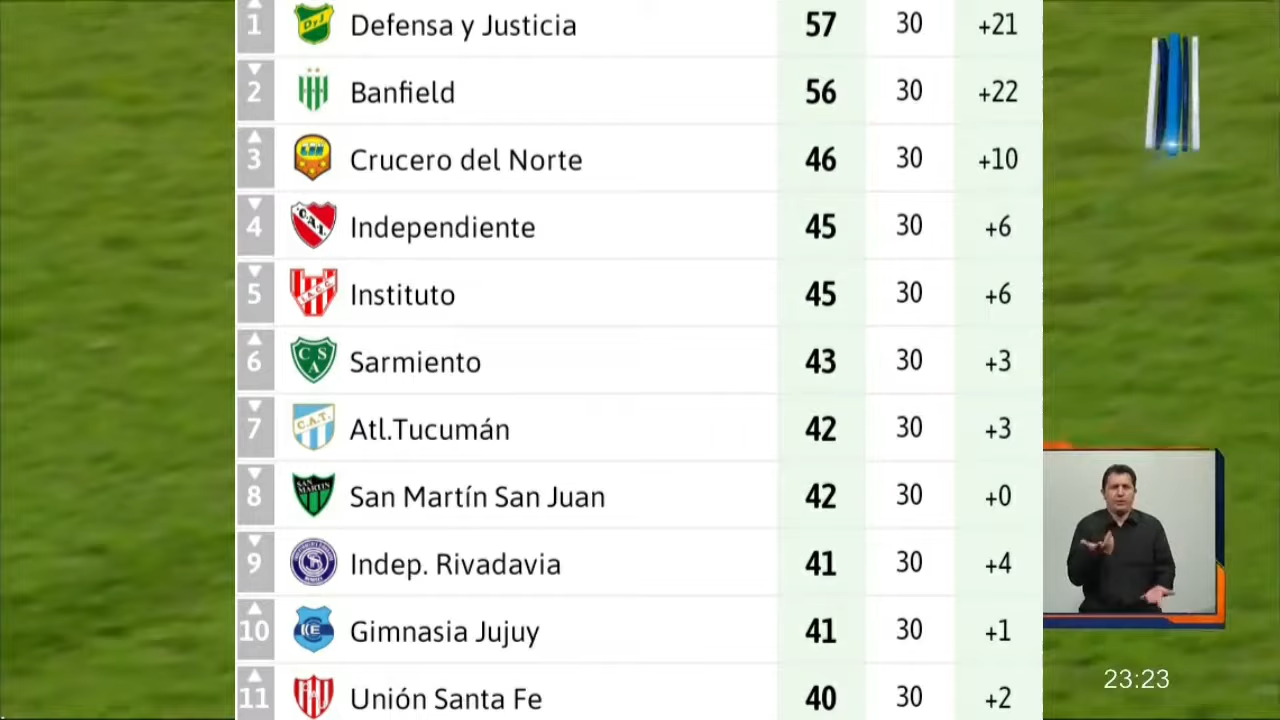 1 Defensa y Justicia 57 30 +21
2 Banfield 56 30 +22
3 Crucero del Norte 46 30 +10
4 Independiente 45 30 +6
5 Instituto 45 30 +6
6 Sarmiento 43 30 +3
7 Atl.Tucumán 42 30 +3
8 San Martín San Juan 42 30 +0
9 Indep. Rivadavia 41 30 +4
10 Gimnasia Jujuy 41 30 +1
11 Unión Santa Fe 40 30 +2
23:23